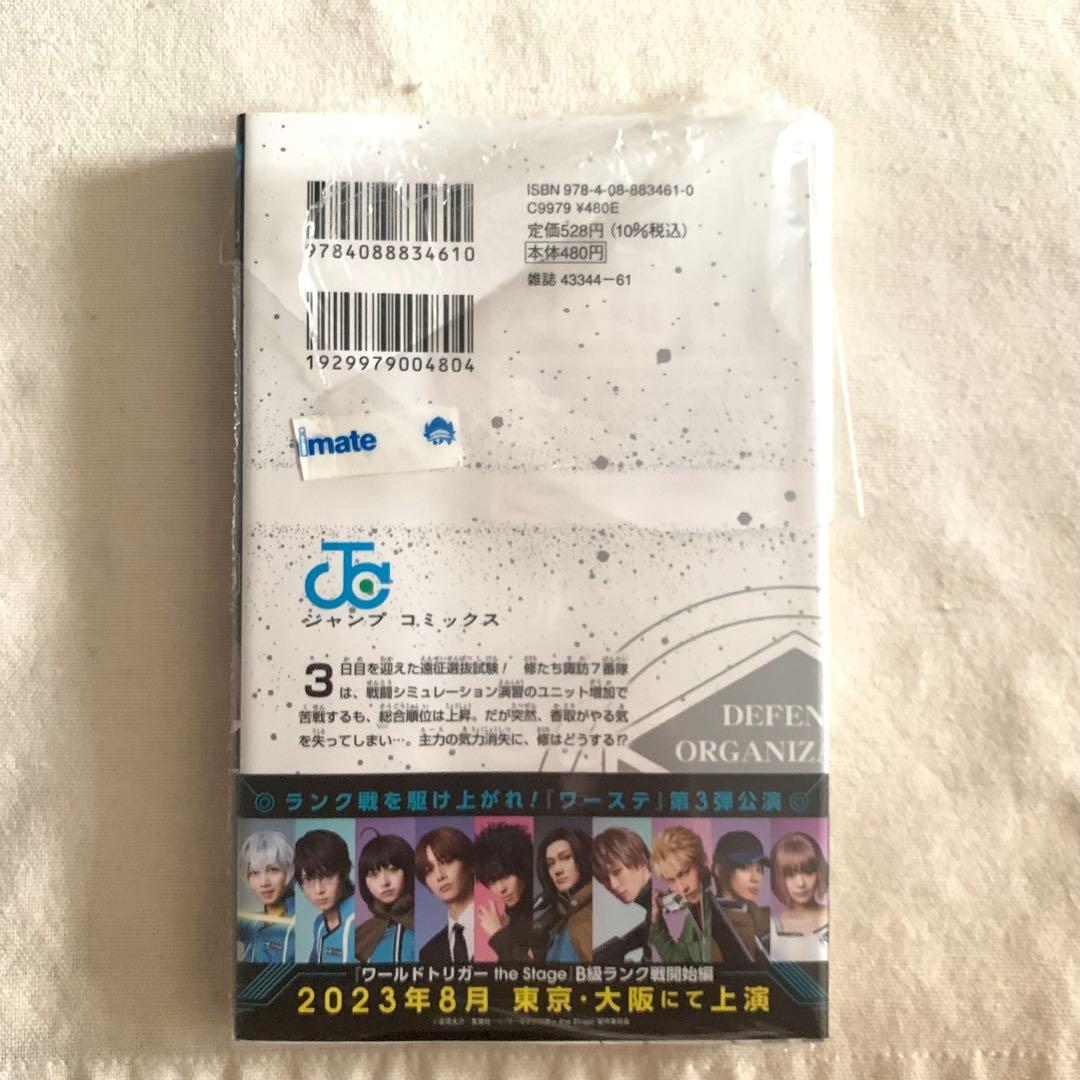 ISBN 978-4-08-883461-0
C9979 ¥480E
定価528円(10%税込)
本体480円
雑誌 43344-61
9784088834610
1929979004804
imate
JC
ジャンプ コミックス
3日目を迎えた遠征選抜試験! 修たち諏訪7番隊
は、戦闘シミュレーション演習のユニット増加で
苦戦するも、総合順位は上昇。だが突然、香取がやる気
を失ってしまい…。主力の気力消失に、修はどうする!?
DEFEN
ORGANIZA
ランク戦を駆け上がれ!『ワーステ』第3弾公演
『ワールドトリガー the Stage』B級ランク戦開始編
2023年8月 東京・大阪にて上演